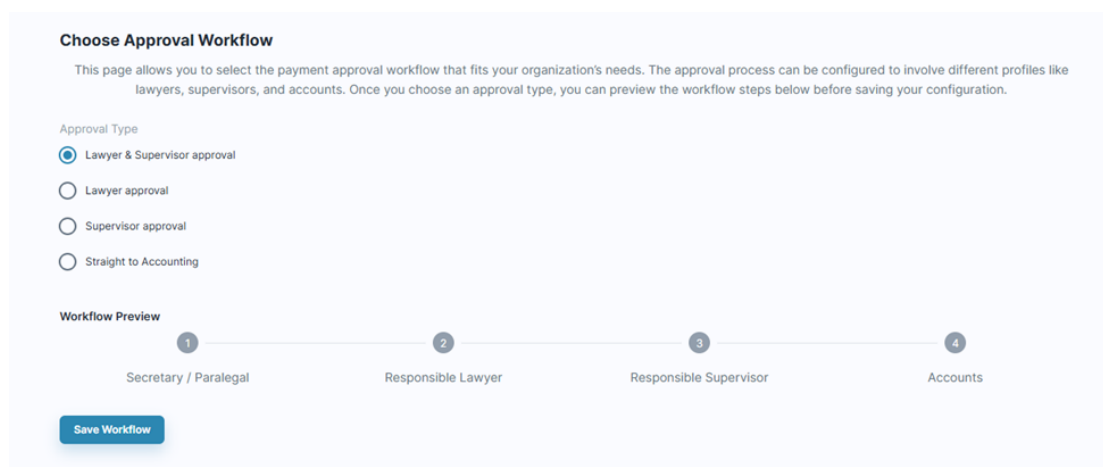 Choose Approval Workflow
This page allows you to select the payment approval workflow that fits your organization's needs. The approval process can be configured to involve different profiles like
lawyers, supervisors, and accounts. Once you choose an approval type, you can preview the workflow steps below before saving your configuration.
Approval Type
Lawyer & Supervisor approval
Lawyer approval
Supervisor approval
Straight to Accounting
Workflow Preview
1 2 3 4
Secretary / Paralegal Responsible Lawyer Responsible Supervisor Accounts
Save Workflow